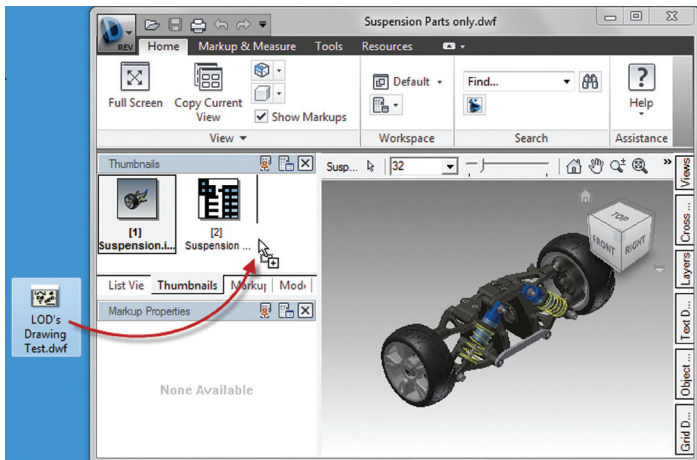 Suspension Parts only.dwf
REV
Home Markup & Measure Tools Resources
Full Screen
Copy Current View
Show Markups
View
Default
Workspace
Find...
Search
?
Help
Assistance
Thumbnails
[1]
Suspension.i...
[2]
Suspension ...
List Vie Thumbnails Markup Mode
Markup Properties
None Available
LOD's
Drawing
Test.dwf
Susp... 32
»
TOP
FRONT
RIGHT
Views
Cross ...
Layers
Text D...
Object ...
Grid D...